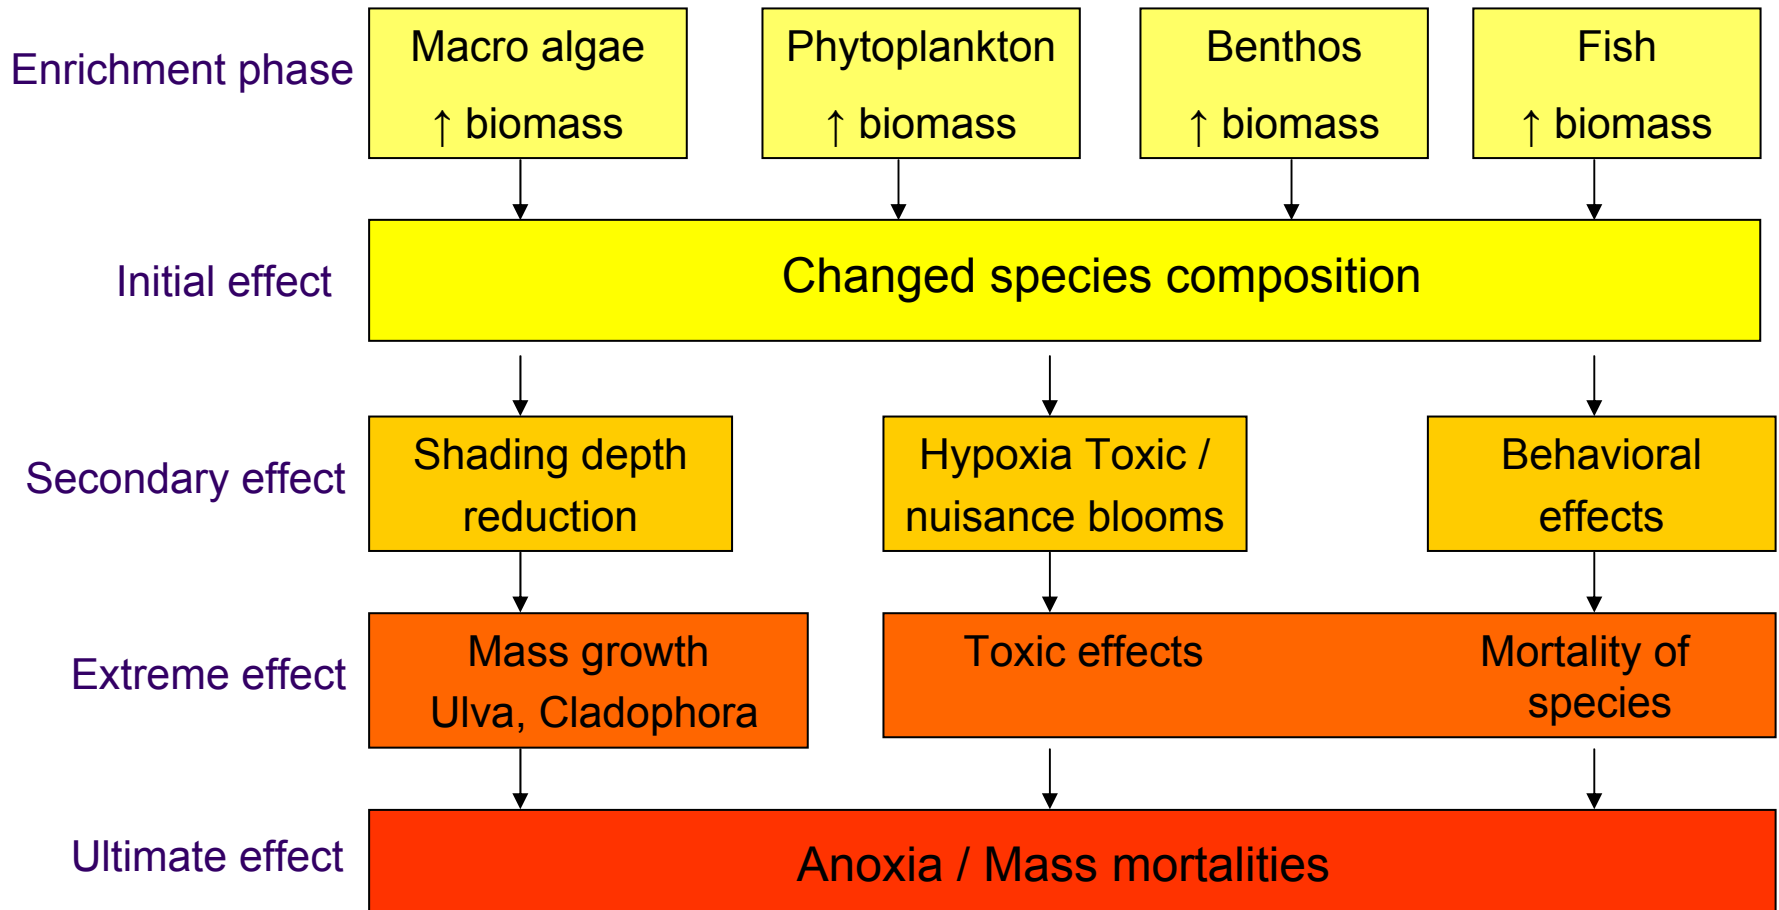 Enrichment phase
Macro algae
↑ biomass
Phytoplankton
↑ biomass
Benthos
↑ biomass
Fish
↑ biomass
Initial effect
Changed species composition
Secondary effect
Shading depth
reduction
Hypoxia Toxic /
nuisance blooms
Behavioral
effects
Extreme effect
Mass growth
Ulva, Cladophora
Toxic effects
Mortality of
species
Ultimate effect
Anoxia / Mass mortalities